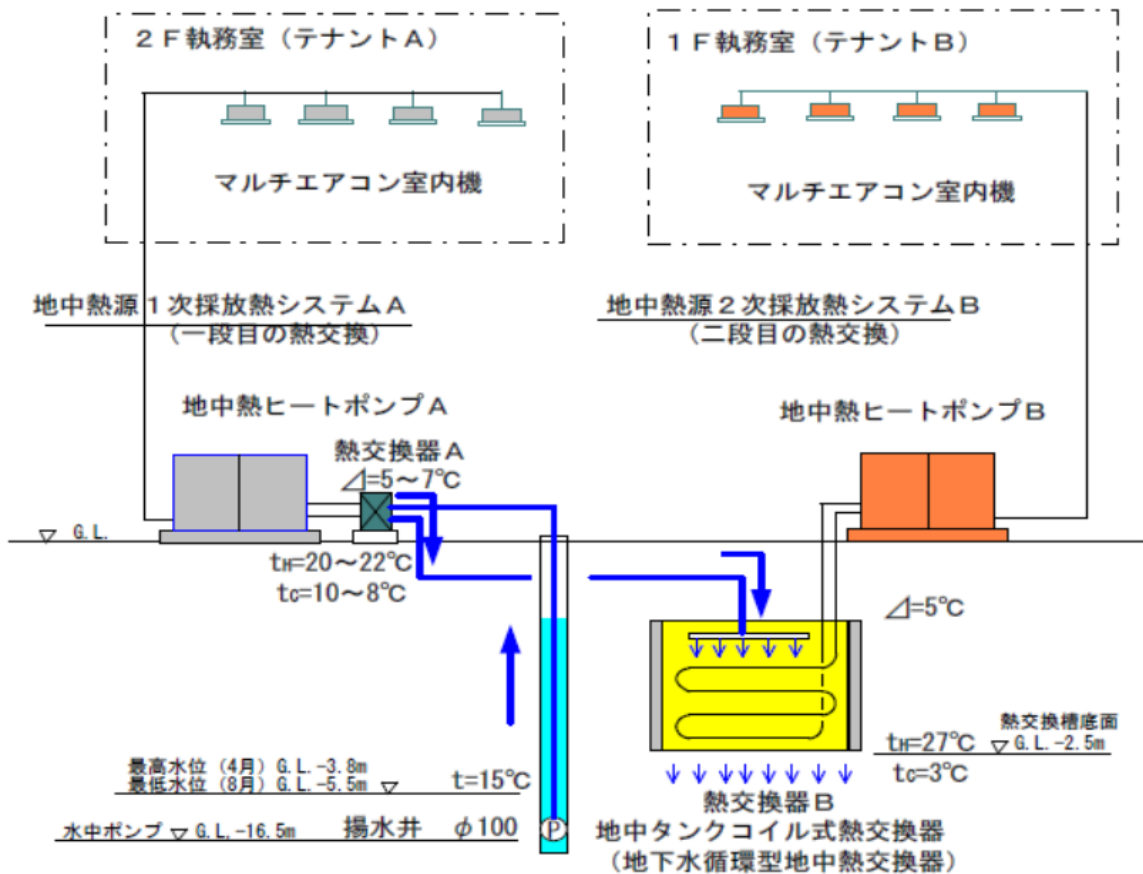 ２Ｆ執務室（テナントＡ）
マルチエアコン室内機
１Ｆ執務室（テナントＢ）
マルチエアコン室内機
地中熱源１次採放熱システムＡ
（一段目の熱交換）
地中熱源２次採放熱システムＢ
（二段目の熱交換）
地中熱ヒートポンプＡ
熱交換器Ａ
⊿=5～7℃
地中熱ヒートポンプＢ
G.L.
tH=20～22℃
tc=10～8℃
⊿=5℃
最高水位（4月）G.L.-3.8m
最低水位（8月）G.L.-5.5m
t=15℃
水中ポンプ G.L.-16.5m
揚水井 φ100
P
tH=27℃
tc=3℃
熱交換槽底面
G.L.-2.5m
熱交換器Ｂ
地中タンクコイル式熱交換器
（地下水循環型地中熱交換器）